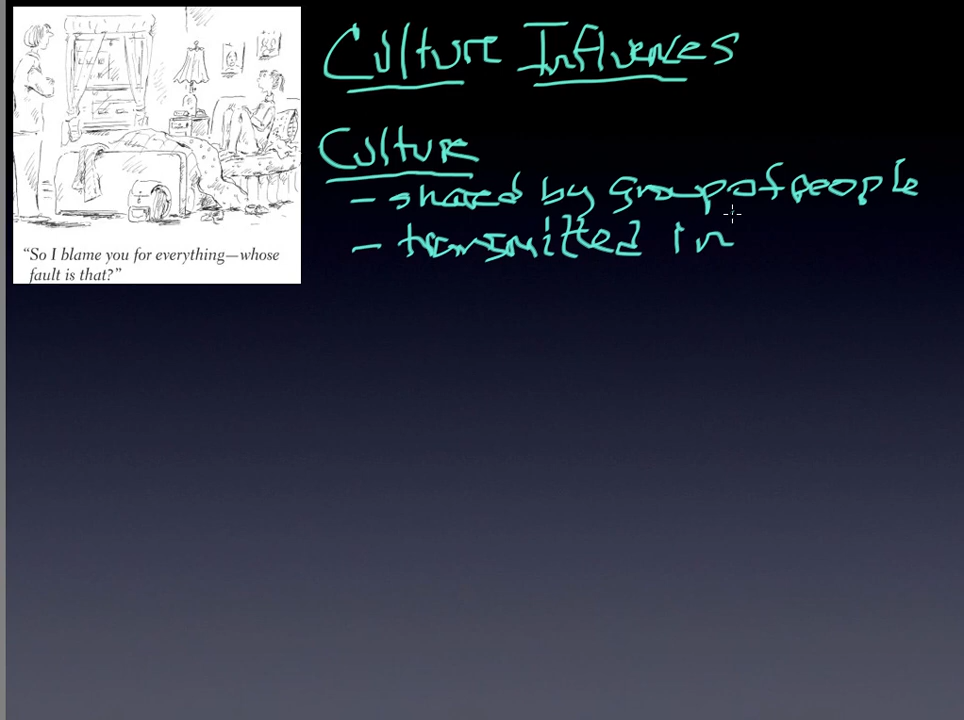 Culture Influences
Culture
- shared by group of people
- transmitted in
"So I blame you for everything—whose
fault is that?"